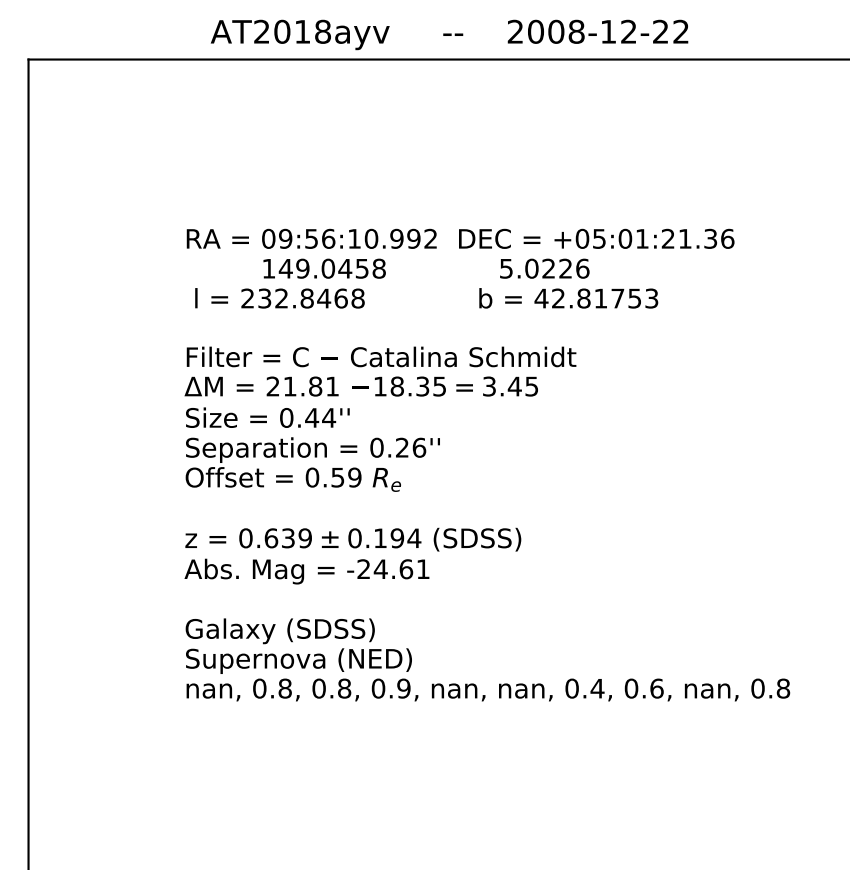 AT2018ayv -- 2008-12-22
RA = 09:56:10.992 DEC = +05:01:21.36
149.0458 5.0226
l = 232.8468 b = 42.81753
Filter = C − Catalina Schmidt
ΔM = 21.81 −18.35 = 3.45
Size = 0.44''
Separation = 0.26''
Offset = 0.59 Rₑ
z = 0.639 ± 0.194 (SDSS)
Abs. Mag = -24.61
Galaxy (SDSS)
Supernova (NED)
nan, 0.8, 0.8, 0.9, nan, nan, 0.4, 0.6, nan, 0.8